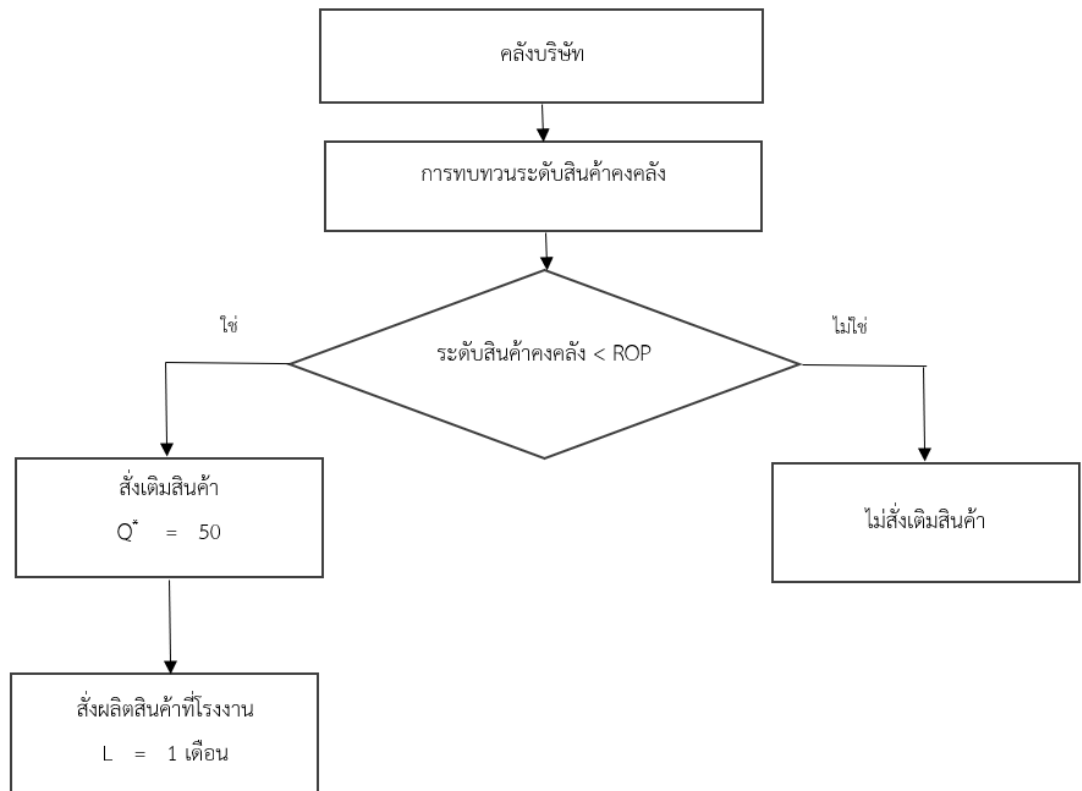 คลังบริษัท
การทบทวนระดับสินค้าคงคลัง
ใช่
ไม่ใช่
ระดับสินค้าคงคลัง < ROP
สั่งเติมสินค้า
Q* = 50
ไม่สั่งเติมสินค้า
สั่งผลิตสินค้าที่โรงงาน
L = 1 เดือน